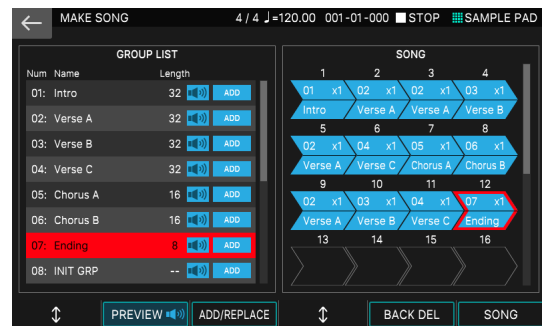 MAKE SONG 4 / 4 ♩=120.00 001-01-000 STOP SAMPLE PAD
GROUP LIST
Num Name Length
01: Intro 32 ADD
02: Verse A 32 ADD
03: Verse B 32 ADD
04: Verse C 32 ADD
05: Chorus A 16 ADD
06: Chorus B 16 ADD
07: Ending 8 ADD
08: INIT GRP -- ADD
SONG
1 2 3 4
01 x1 02 x1 02 x1 03 x1
Intro Verse A Verse A Verse B
5 6 7 8
02 x1 04 x1 05 x1 06 x1
Verse A Verse C Chorus A Chorus B
9 10 11 12
02 x1 03 x1 04 x1 07 x1
Verse A Verse B Verse C Ending
13 14 15 16
PREVIEW ADD/REPLACE BACK DEL SONG